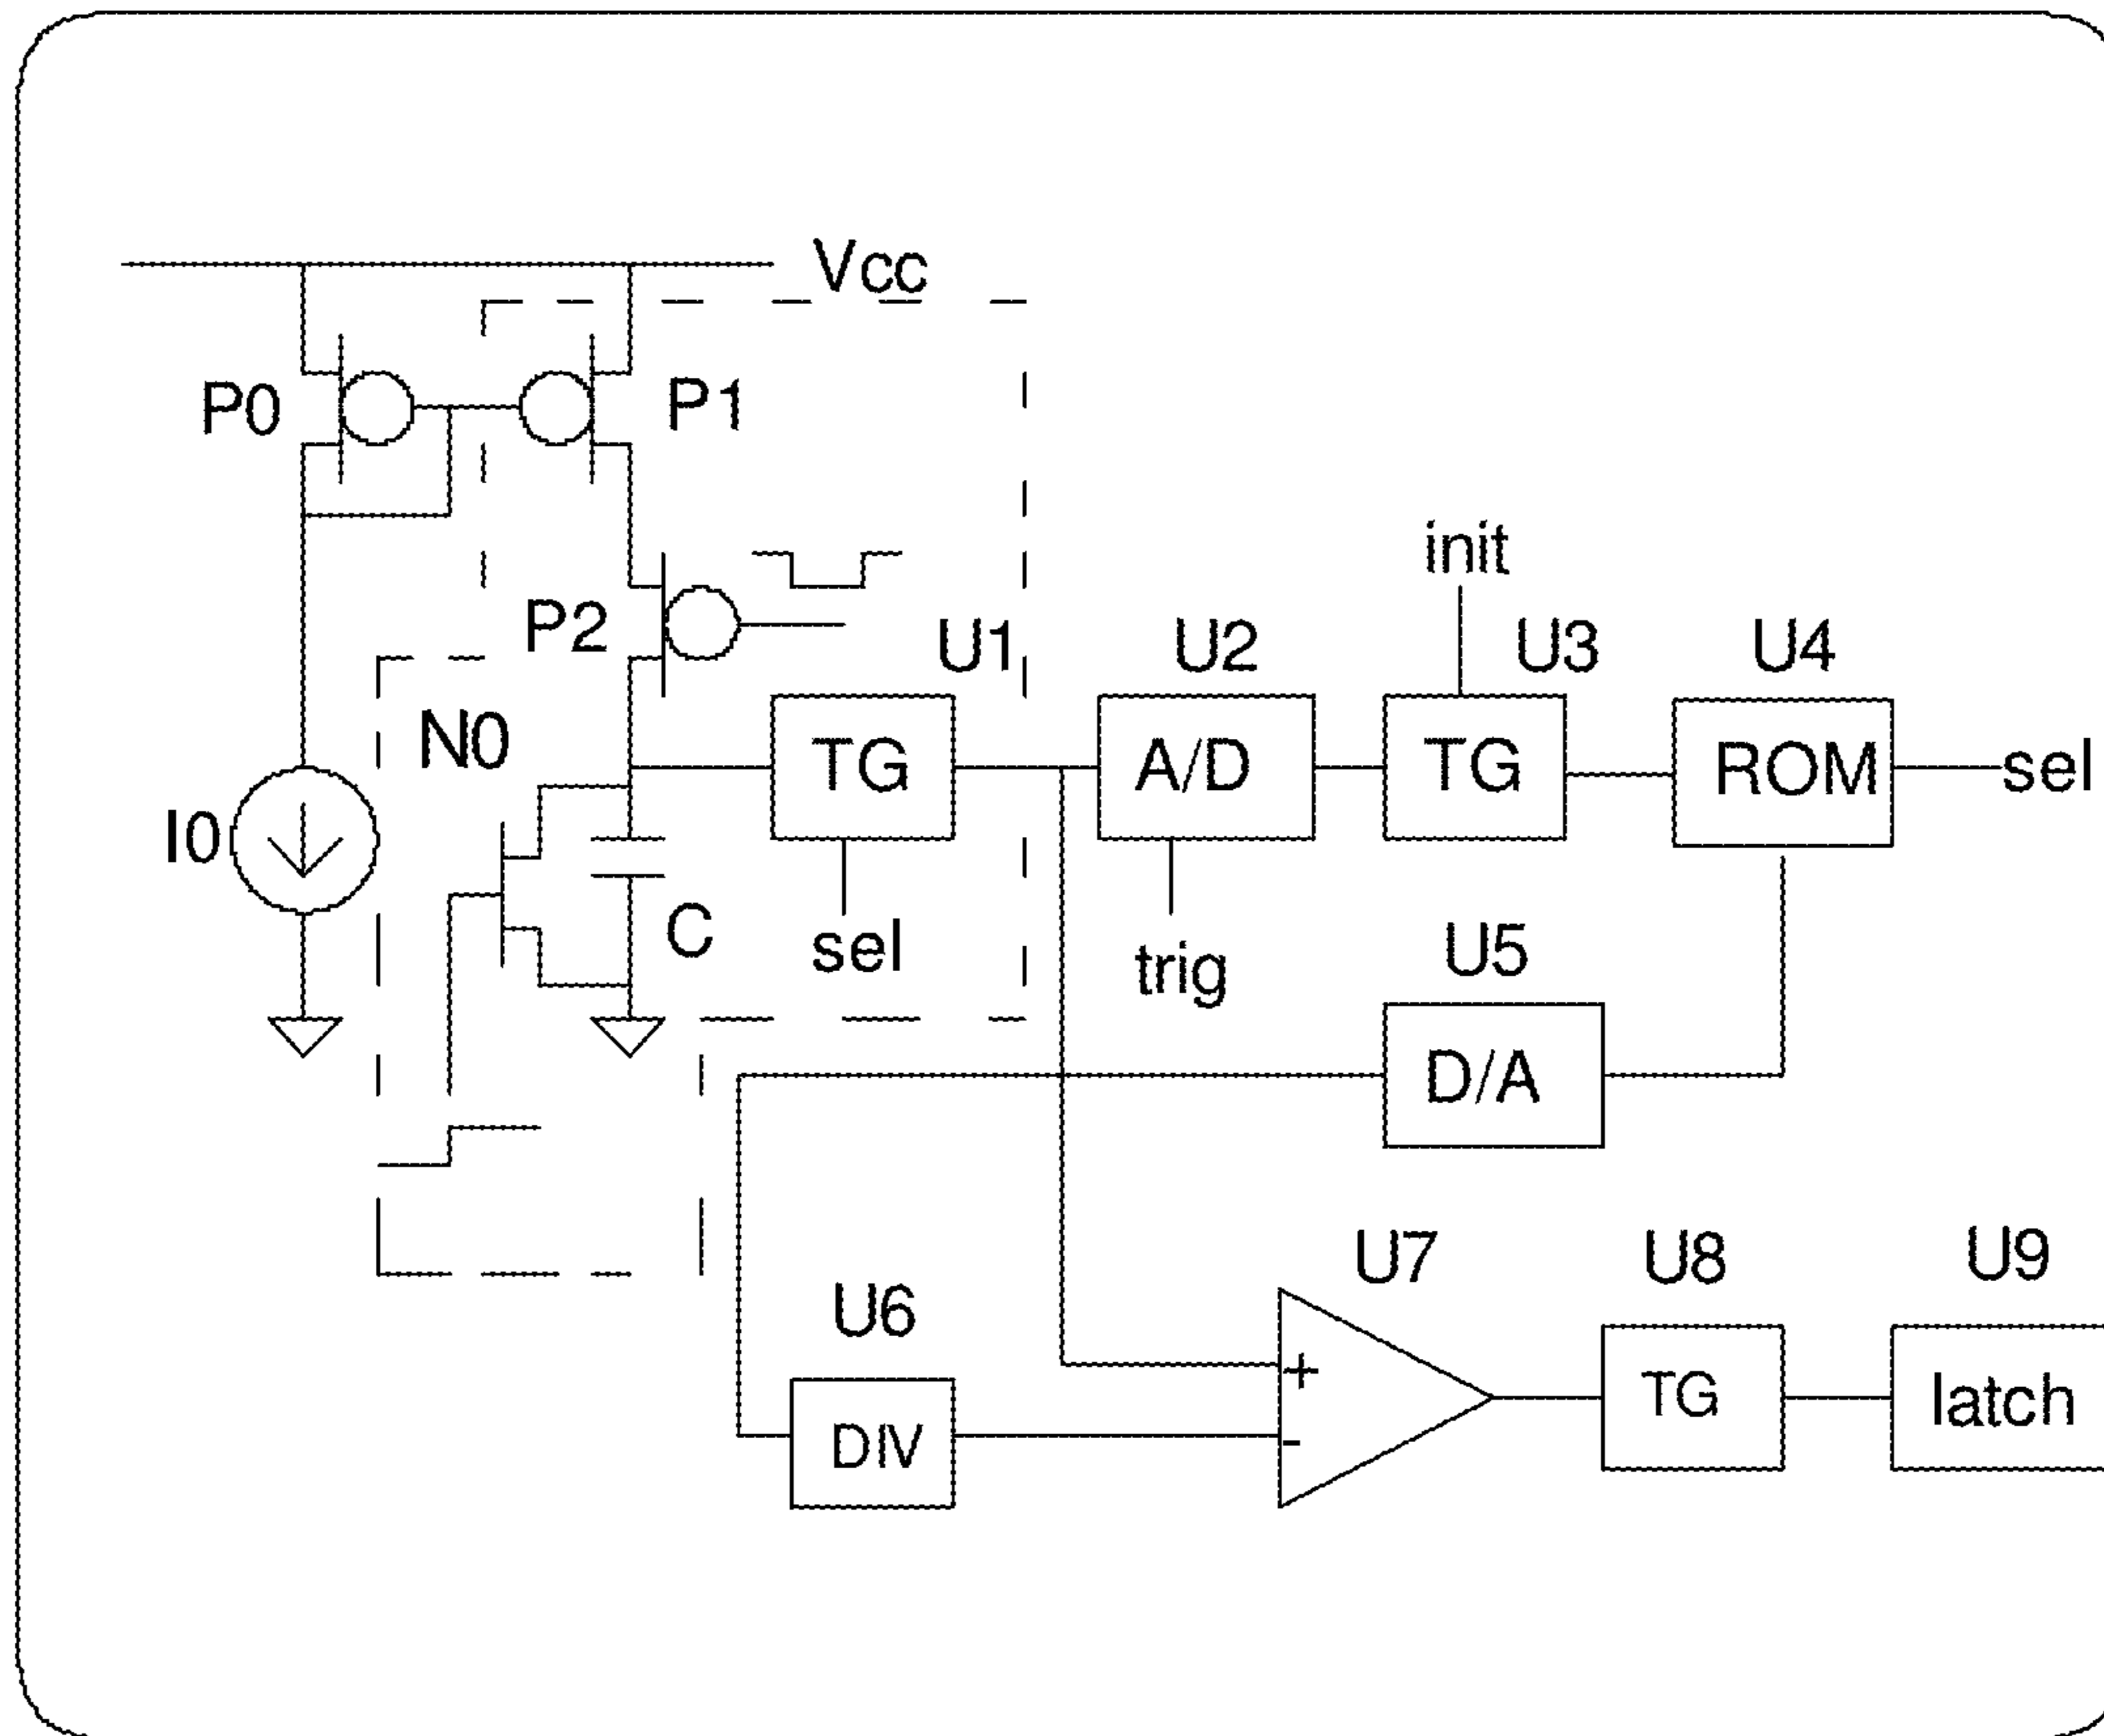 Vcc
P0
P1
init
P2
U1
U2
U3
U4
N0
TG
A/D
TG
ROM
sel
I0
C
sel
trig
U5
D/A
U7
U8
U9
U6
+
TG
latch
-
DIV